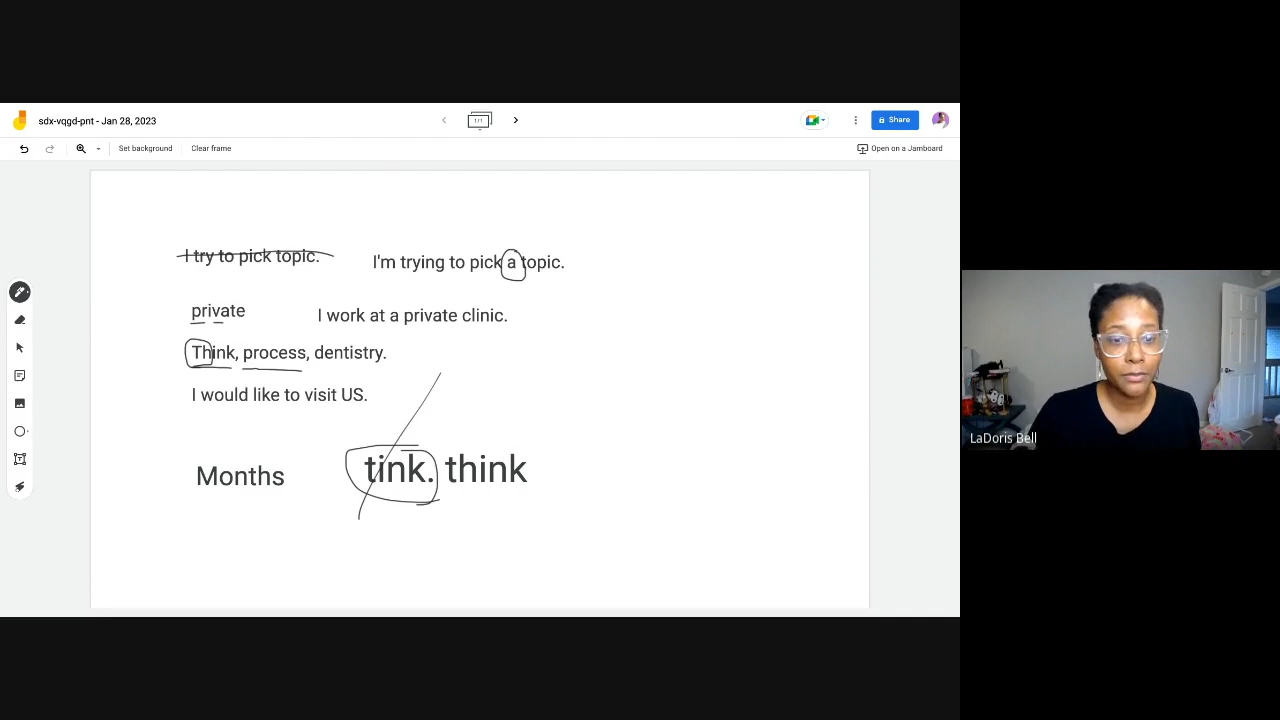 sdx-vqgd-pnt - Jan 28, 2023
1/1
Share
Set background
Clear frame
Open on a Jamboard
I try to pick topic.
I'm trying to pick a topic.
private
I work at a private clinic.
Think, process, dentistry.
I would like to visit US.
Months
tink. think
LaDoris Bell